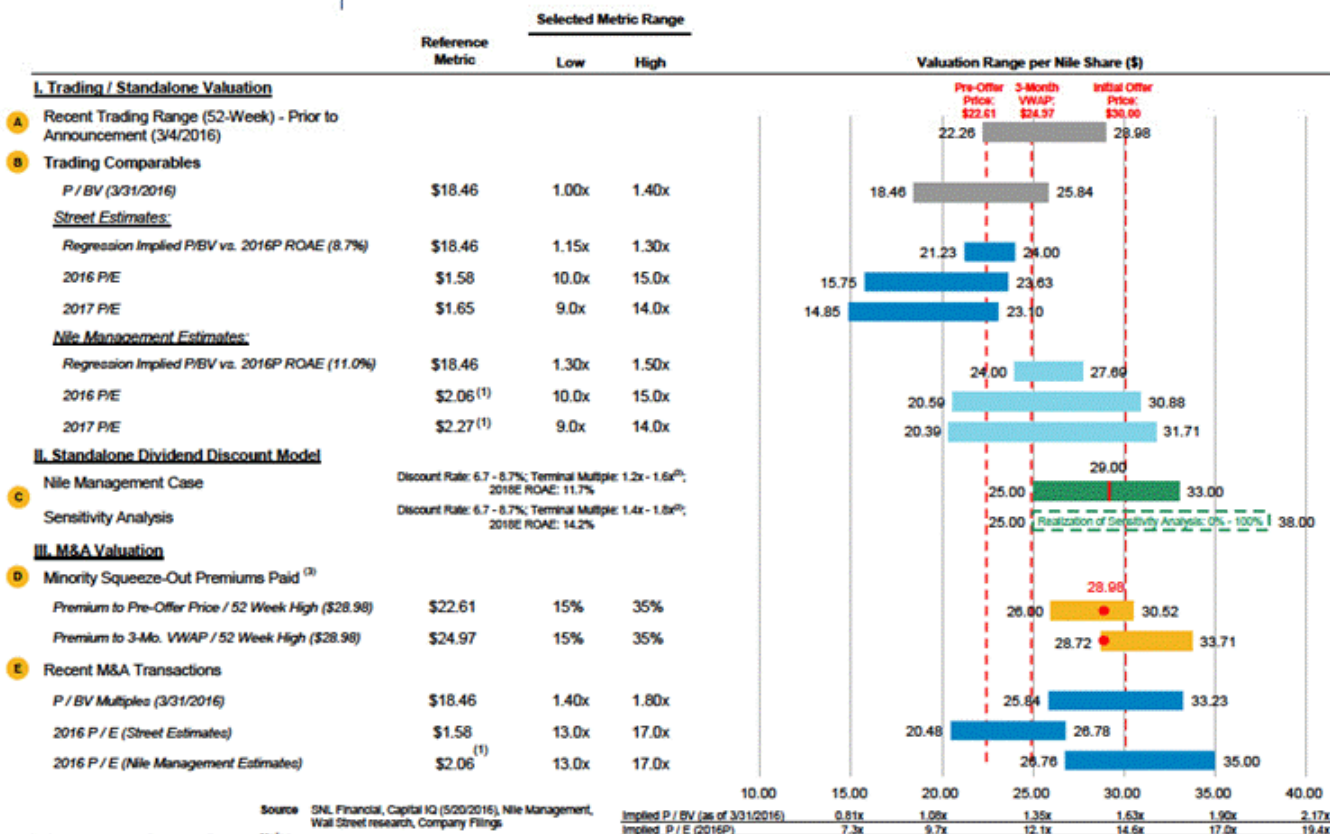 Selected Metric Range
Reference Metric Low High Valuation Range per Nile Share ($)
I. Trading / Standalone Valuation
Pre-Offer Price: $22.61
3-Month VWAP: $24.97
Initial Offer Price: $30.00
A Recent Trading Range (52-Week) - Prior to
Announcement (3/4/2016)
22.26 28.98
B Trading Comparables
P / BV (3/31/2016) $18.46 1.00x 1.40x 18.46 25.84
Street Estimates:
Regression Implied P/BV vs. 2016P ROAE (8.7%) $18.46 1.15x 1.30x 21.23 24.00
2016 P/E $1.58 10.0x 15.0x 15.75 23.63
2017 P/E $1.65 9.0x 14.0x 14.85 23.10
Nile Management Estimates:
Regression Implied P/BV vs. 2016P ROAE (11.0%) $18.46 1.30x 1.50x 24.00 27.69
2016 P/E $2.06 (1) 10.0x 15.0x 20.59 30.88
2017 P/E $2.27 (1) 9.0x 14.0x 20.39 31.71
II. Standalone Dividend Discount Model
29.00
C Nile Management Case Discount Rate: 6.7 - 8.7%; Terminal Multiple: 1.2x - 1.6x(2);
2018E ROAE: 11.7%
25.00 33.00
Sensitivity Analysis Discount Rate: 6.7 - 8.7%; Terminal Multiple: 1.4x - 1.8x(2);
2018E ROAE: 14.2%
25.00 Realization of Sensitivity Analysis: 0% - 100% 38.00
III. M&A Valuation
D Minority Squeeze-Out Premiums Paid (3)
28.98
Premium to Pre-Offer Price / 52 Week High ($28.98) $22.61 15% 35% 26.00 30.52
Premium to 3-Mo. VWAP / 52 Week High ($28.98) $24.97 15% 35% 28.72 33.71
E Recent M&A Transactions
P / BV Multiples (3/31/2016) $18.46 1.40x 1.80x 25.84 33.23
2016 P / E (Street Estimates) $1.58 13.0x 17.0x 20.48 26.78
2016 P / E (Nile Management Estimates) $2.06 (1) 13.0x 17.0x 26.76 35.00
10.00 15.00 20.00 25.00 30.00 35.00 40.00
Source SNL Financial, Capital IQ (5/20/2016), Nile Management,
Wall Street research, Company Filings
Implied P / BV (as of 3/31/2016) 0.81x 1.08x 1.35x 1.63x 1.90x 2.17x
Implied P / E (2016P) 7.3x 9.7x 12.1x 14.6x 17.0x 19.4x